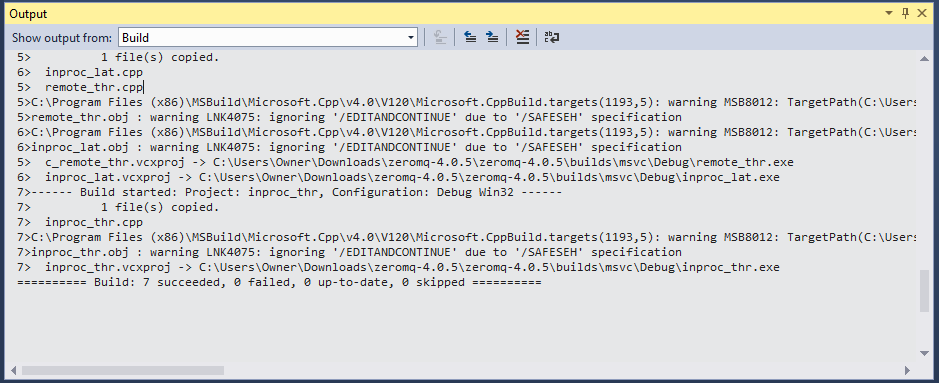 Output
Show output from: Build
5>          1 file(s) copied.
6>  inproc_lat.cpp
5>  remote_thr.cpp
5>C:\Program Files (x86)\MSBuild\Microsoft.Cpp\v4.0\V120\Microsoft.CppBuild.targets(1193,5): warning MSB8012: TargetPath(C:\Users
5>remote_thr.obj : warning LNK4075: ignoring '/EDITANDCONTINUE' due to '/SAFESEH' specification
6>C:\Program Files (x86)\MSBuild\Microsoft.Cpp\v4.0\V120\Microsoft.CppBuild.targets(1193,5): warning MSB8012: TargetPath(C:\Users
6>inproc_lat.obj : warning LNK4075: ignoring '/EDITANDCONTINUE' due to '/SAFESEH' specification
5>  c_remote_thr.vcxproj -> C:\Users\Owner\Downloads\zeromq-4.0.5\zeromq-4.0.5\builds\msvc\Debug\remote_thr.exe
6>  inproc_lat.vcxproj -> C:\Users\Owner\Downloads\zeromq-4.0.5\zeromq-4.0.5\builds\msvc\Debug\inproc_lat.exe
7>------ Build started: Project: inproc_thr, Configuration: Debug Win32 ------
7>          1 file(s) copied.
7>  inproc_thr.cpp
7>C:\Program Files (x86)\MSBuild\Microsoft.Cpp\v4.0\V120\Microsoft.CppBuild.targets(1193,5): warning MSB8012: TargetPath(C:\Users
7>inproc_thr.obj : warning LNK4075: ignoring '/EDITANDCONTINUE' due to '/SAFESEH' specification
7>  inproc_thr.vcxproj -> C:\Users\Owner\Downloads\zeromq-4.0.5\zeromq-4.0.5\builds\msvc\Debug\inproc_thr.exe
========== Build: 7 succeeded, 0 failed, 0 up-to-date, 0 skipped ==========